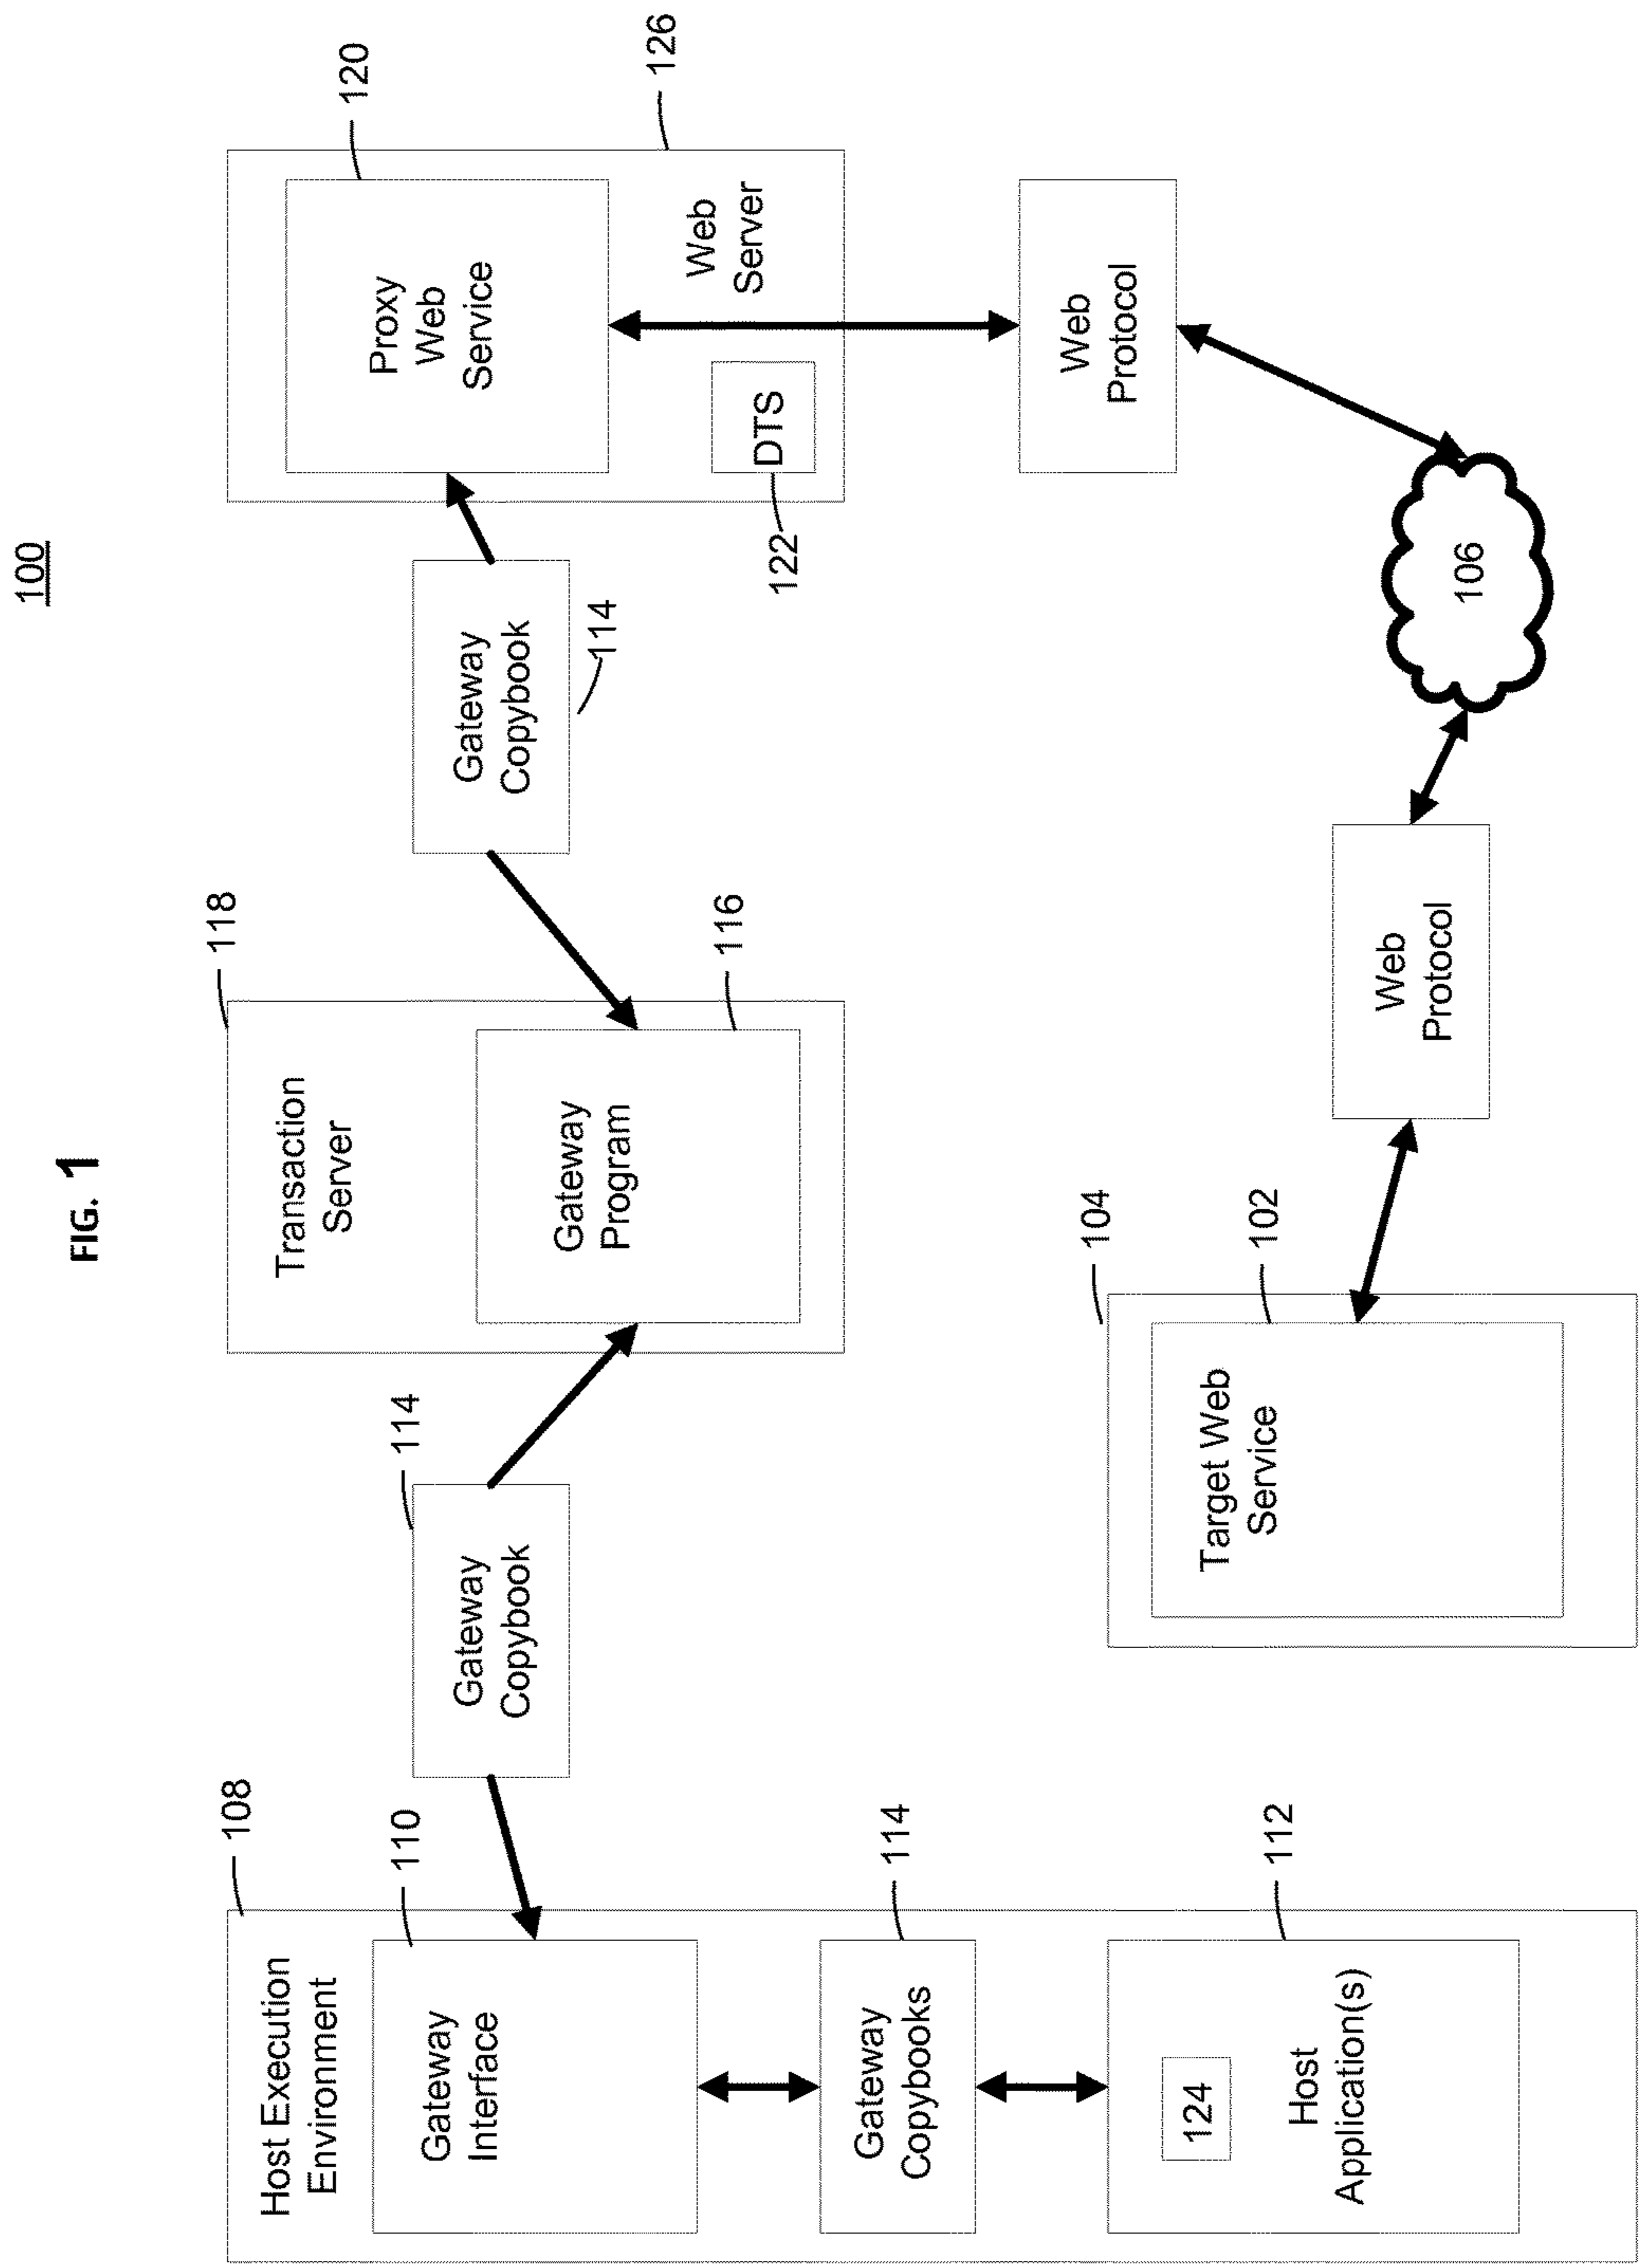 FIG. 1
100
108
Host Execution
Environment
110
Gateway
Interface
114
Gateway
Copybooks
112
124
Host
Application(s)
114
Gateway
Copybook
118
Transaction
Server
116
Gateway
Program
Gateway
Copybook
114
120
126
Proxy
Web
Service
Web
Server
DTS
122
Web
Protocol
106
Web
Protocol
104
102
Target Web
Service